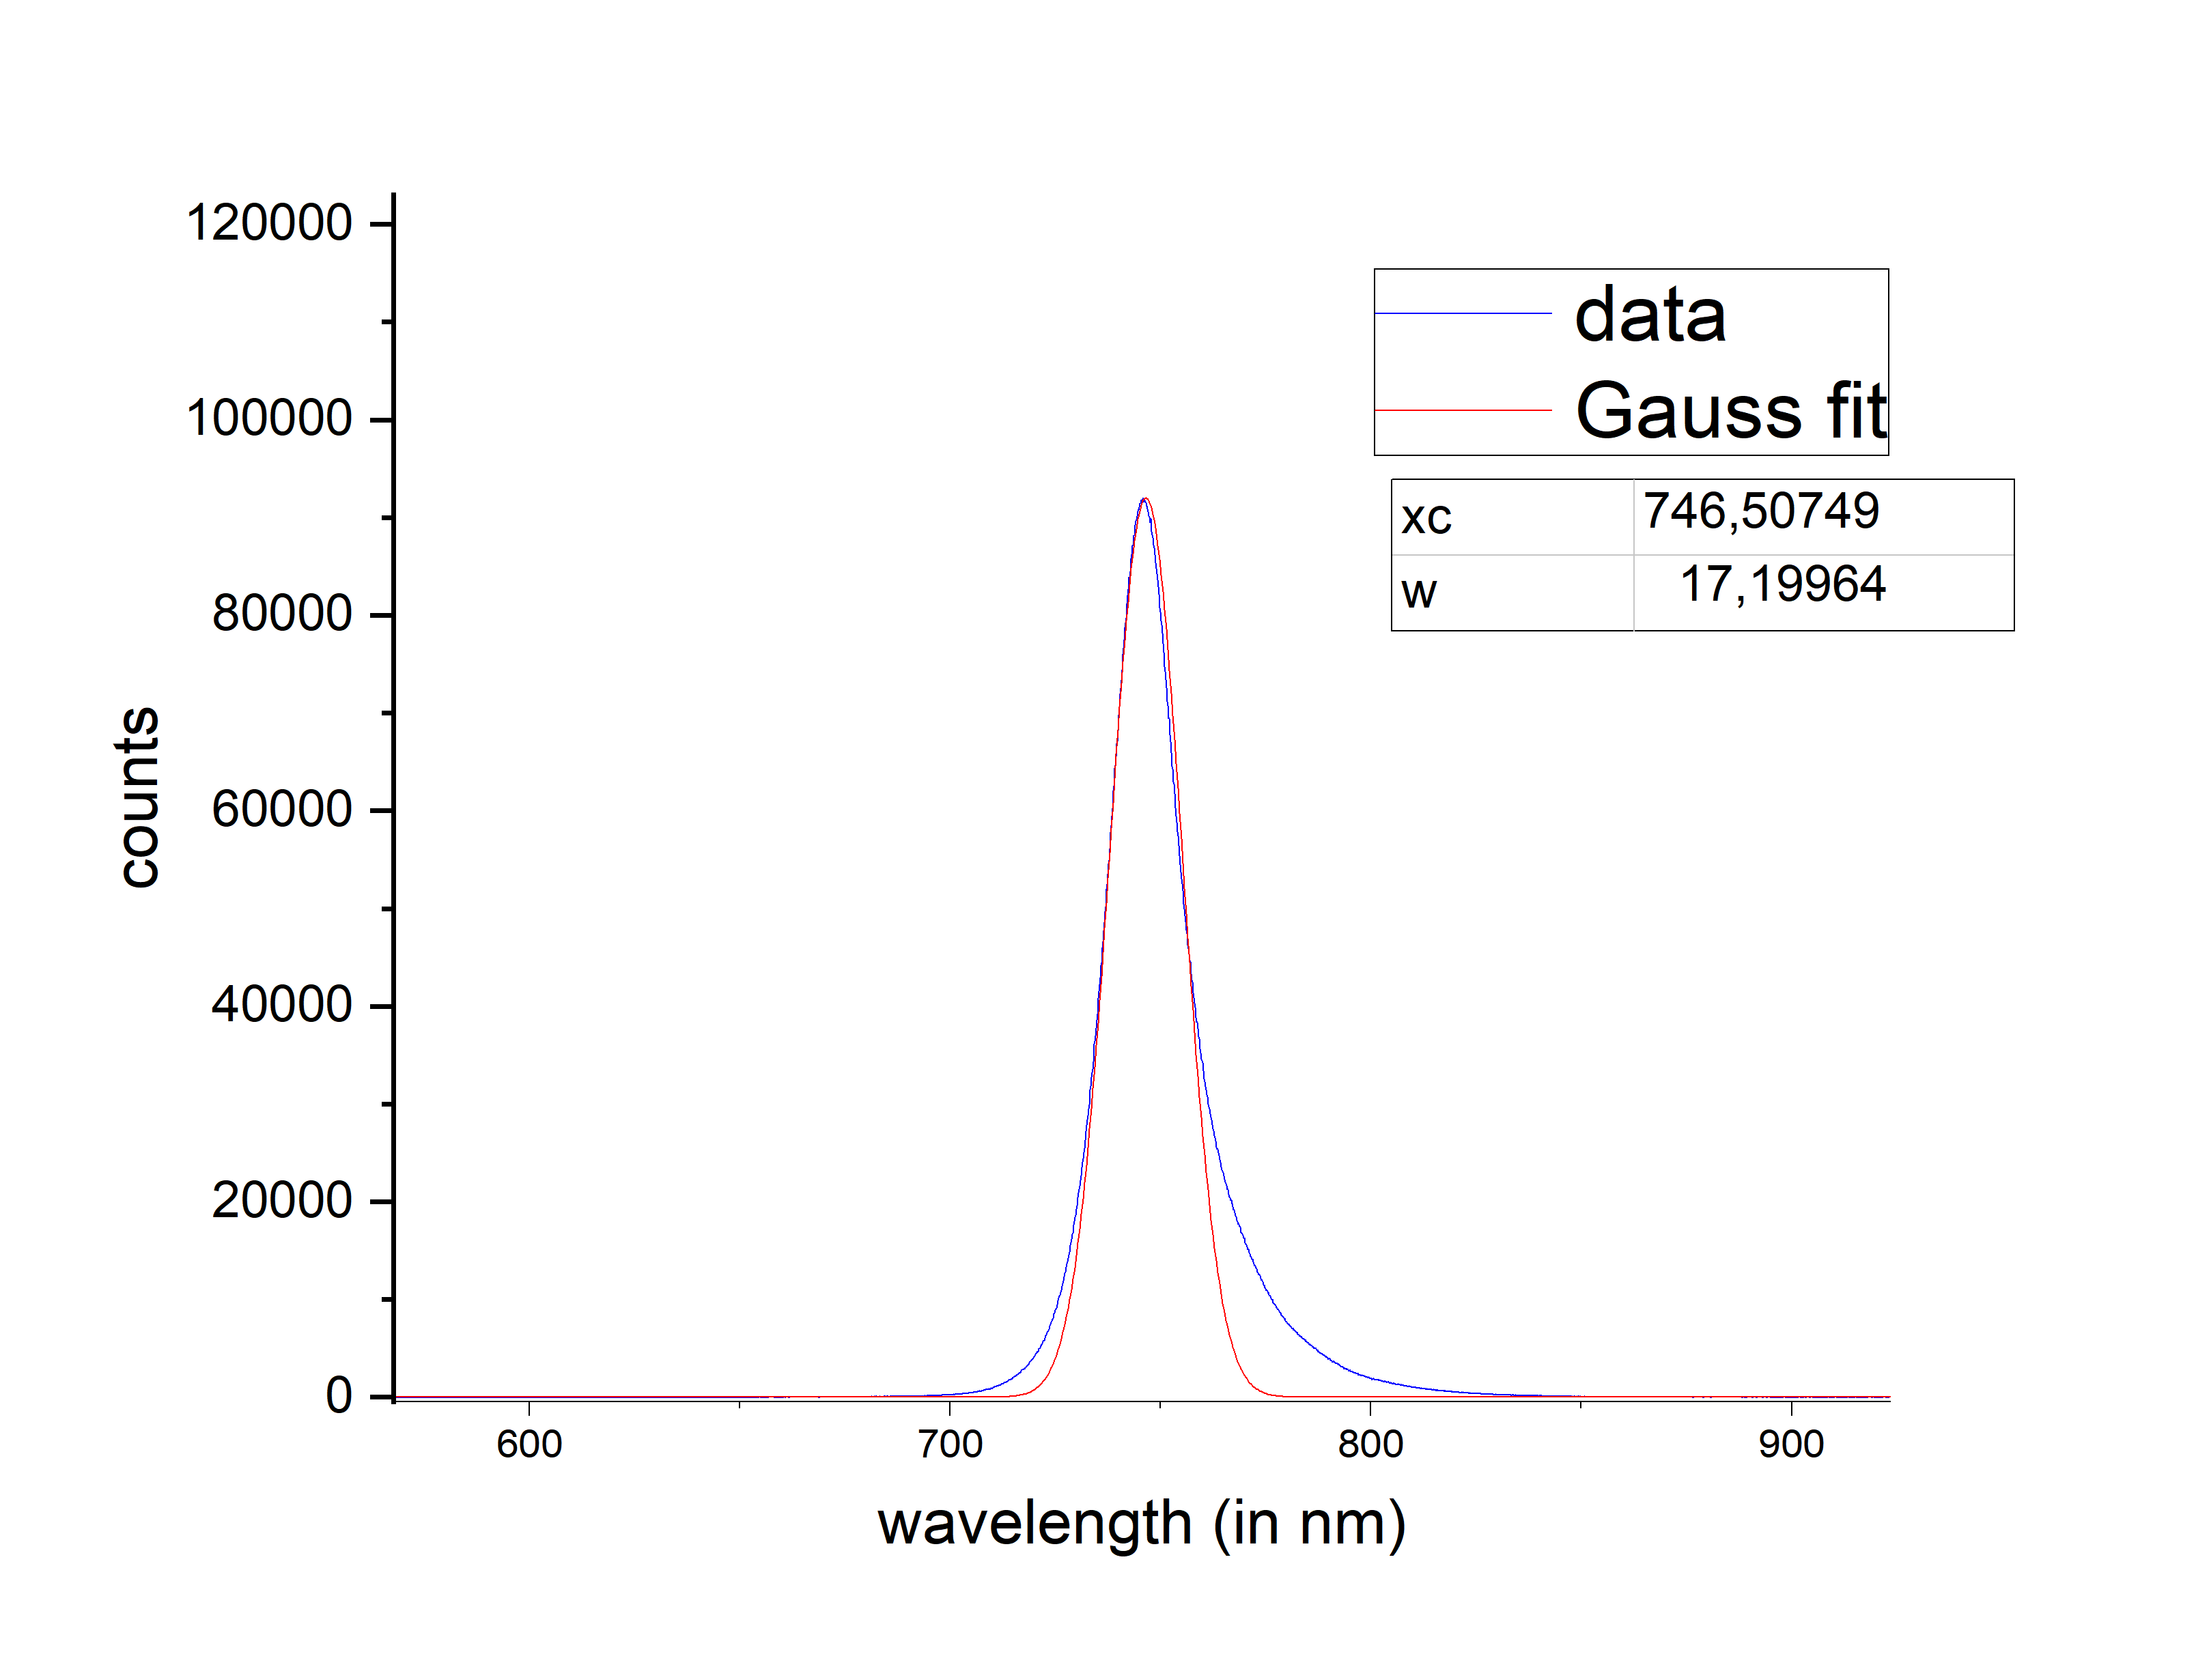 120000
100000
80000
60000
40000
20000
0
counts
data
Gauss fit
xc 746,50749
w 17,19964
600 700 800 900
wavelength (in nm)